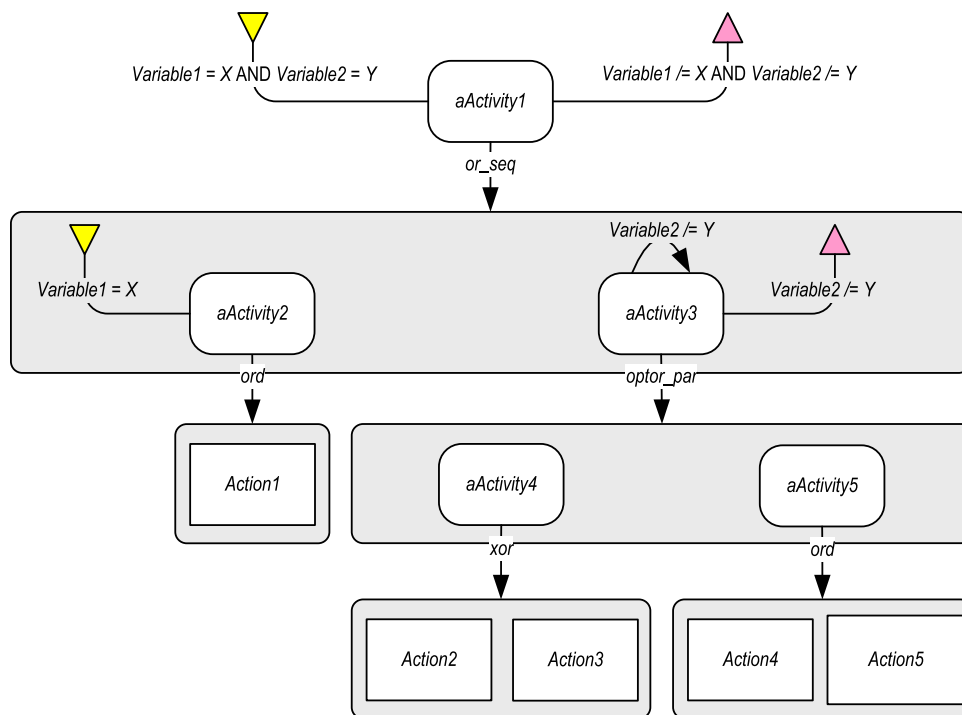 Variable1 = X AND Variable2 = Y
Variable1 /= X AND Variable2 /= Y
aActivity1
or_seq
Variable2 /= Y
Variable1 = X
Variable2 /= Y
aActivity2
aActivity3
ord
optor_par
Action1
aActivity4
aActivity5
xor
ord
Action2
Action3
Action4
Action5